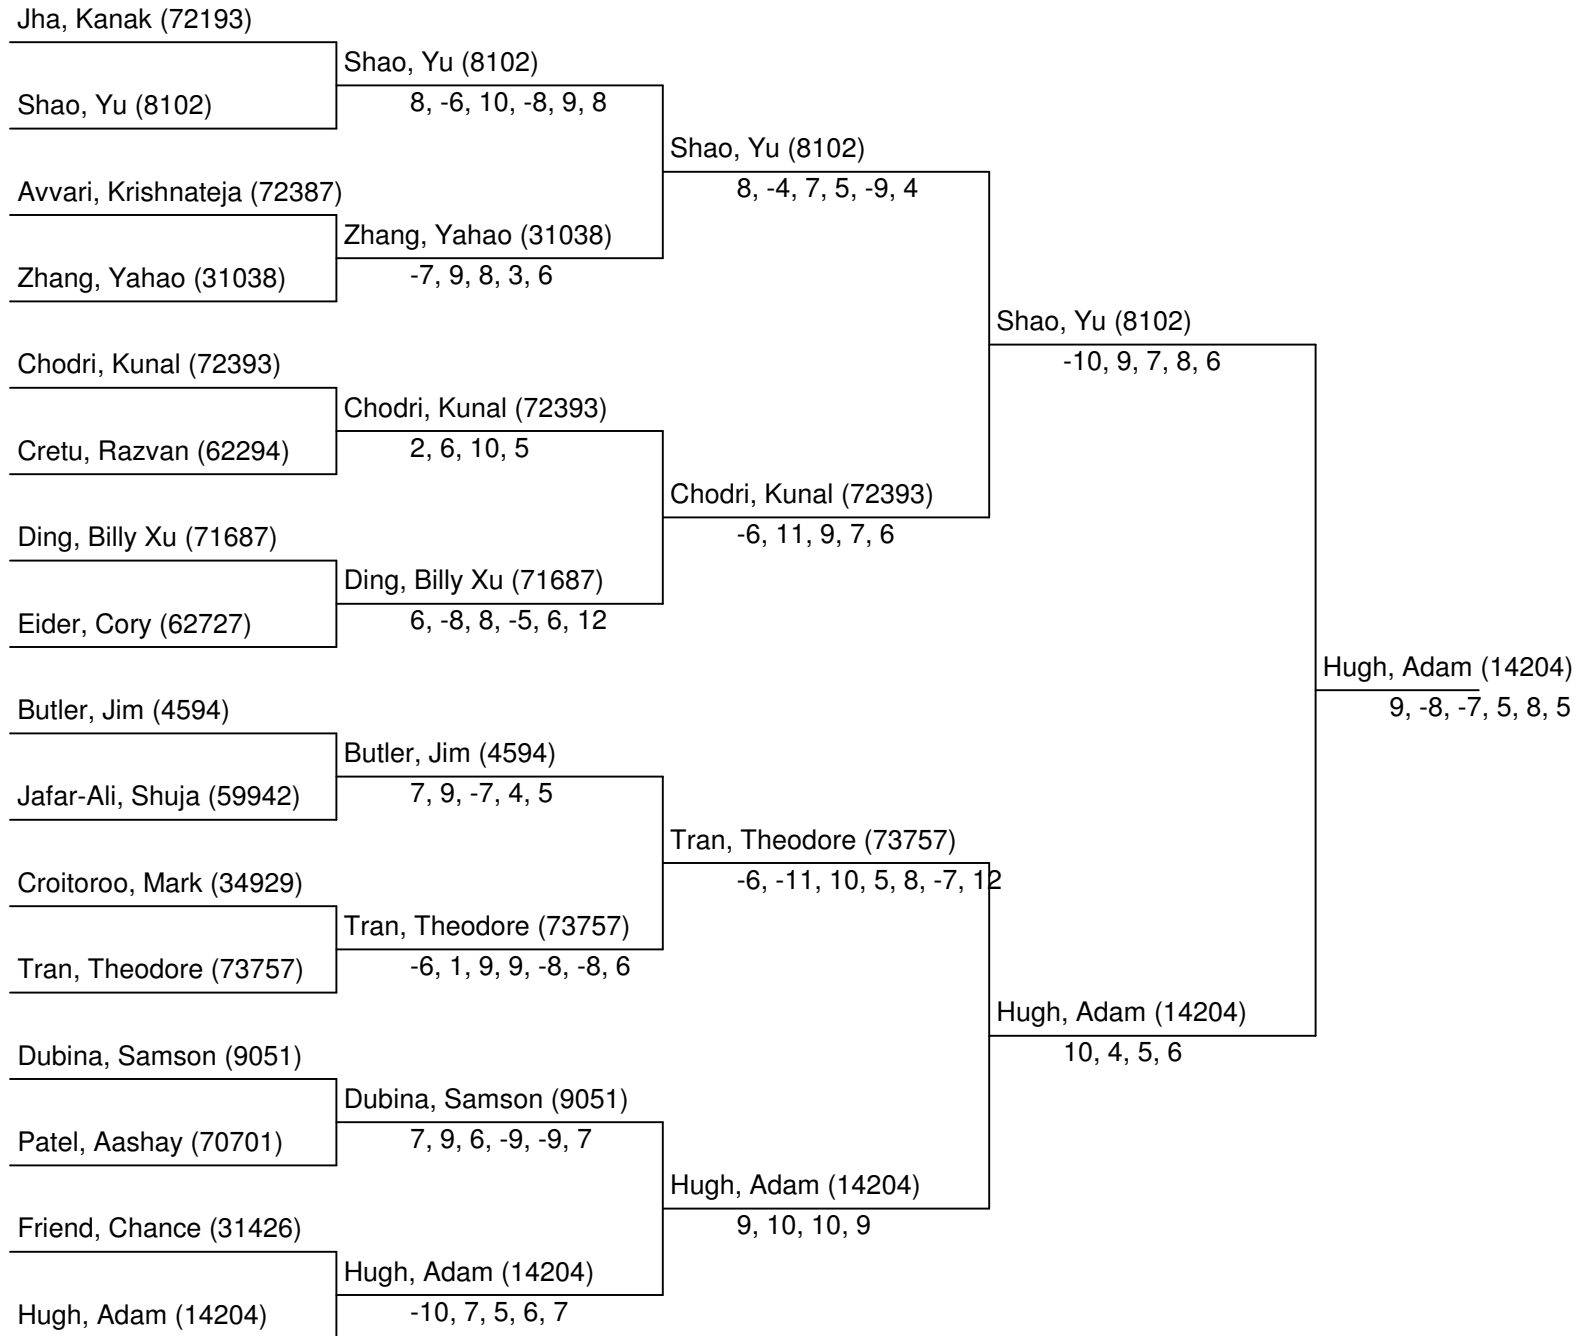 Jha, Kanak (72193)
Shao, Yu (8102)
Shao, Yu (8102)
8, -6, 10, -8, 9, 8
Shao, Yu (8102)
8, -4, 7, 5, -9, 4
Avvari, Krishnateja (72387)
Zhang, Yahao (31038)
Zhang, Yahao (31038)
-7, 9, 8, 3, 6
Shao, Yu (8102)
-10, 9, 7, 8, 6
Chodri, Kunal (72393)
Chodri, Kunal (72393)
Cretu, Razvan (62294)
2, 6, 10, 5
Chodri, Kunal (72393)
-6, 11, 9, 7, 6
Ding, Billy Xu (71687)
Ding, Billy Xu (71687)
Eider, Cory (62727)
6, -8, 8, -5, 6, 12
Hugh, Adam (14204)
9, -8, -7, 5, 8, 5
Butler, Jim (4594)
Butler, Jim (4594)
Jafar-Ali, Shuja (59942)
7, 9, -7, 4, 5
Tran, Theodore (73757)
-6, -11, 10, 5, 8, -7, 12
Croitoroo, Mark (34929)
Tran, Theodore (73757)
Tran, Theodore (73757)
-6, 1, 9, 9, -8, -8, 6
Hugh, Adam (14204)
10, 4, 5, 6
Dubina, Samson (9051)
Dubina, Samson (9051)
Patel, Aashay (70701)
7, 9, 6, -9, -9, 7
Hugh, Adam (14204)
9, 10, 10, 9
Friend, Chance (31426)
Hugh, Adam (14204)
Hugh, Adam (14204)
-10, 7, 5, 6, 7